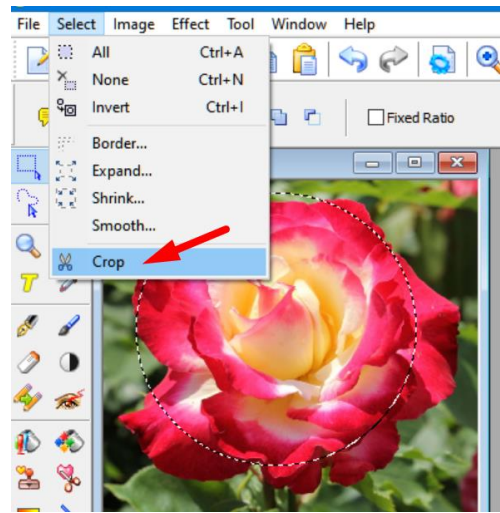 File Select Image Effect Tool Window Help
All Ctrl+A
None Ctrl+N
Invert Ctrl+I
Fixed Ratio
Border...
Expand...
Shrink...
Smooth...
Crop
T